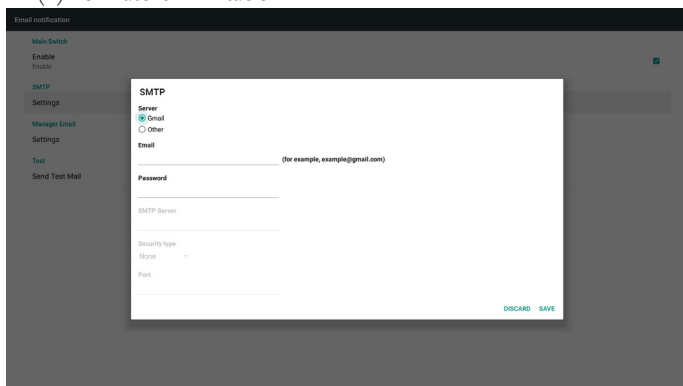 Email notification
Main Switch
Enable
Enable
SMTP
Settings
Manager Email
Settings
Test
Send Test Mail
SMTP
Server
Gmail
Other
Email
(for example, example@gmail.com)
Password
SMTP Server
Security type
None
Port
DISCARD SAVE